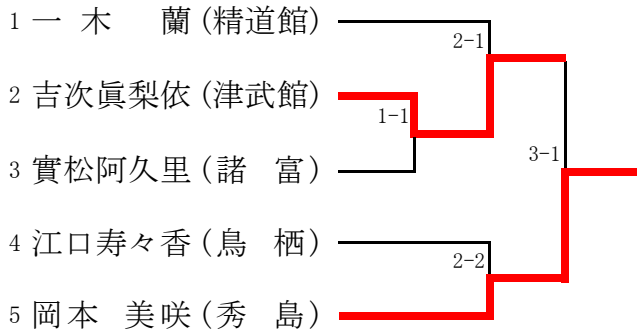 1 一 木　蘭 (精道館)
2-1
2 吉次眞梨依 (津武館)
1-1
3 實松阿久里 (諸　富)
3-1
4 江口寿々香 (鳥　栖)
2-2
5 岡本　美咲 (秀　島)